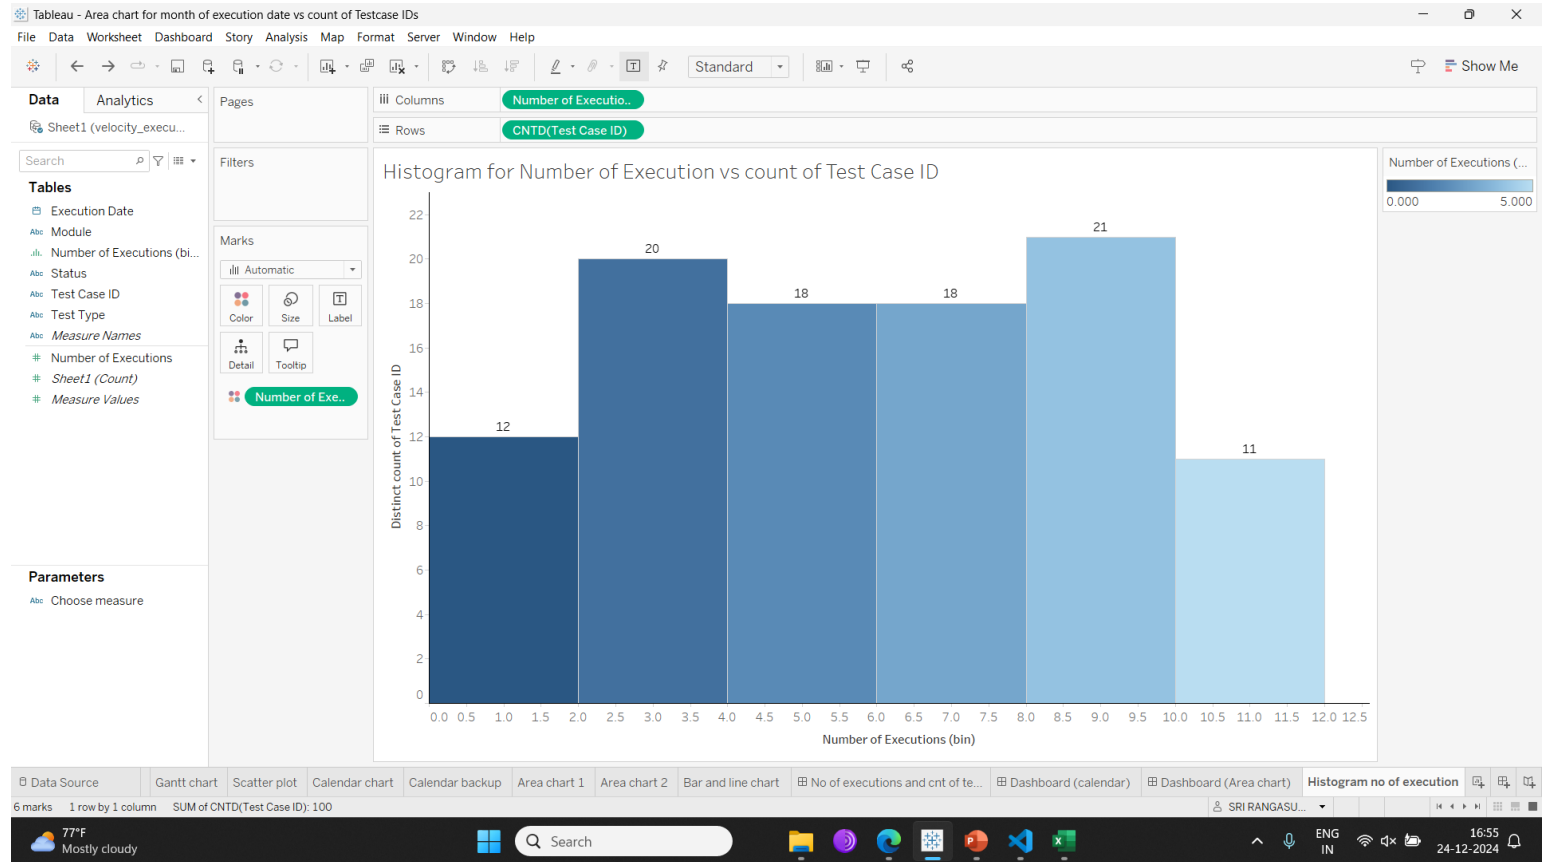 Tableau - Area chart for month of execution date vs count of Testcase IDs
File Data Worksheet Dashboard Story Analysis Map Format Server Window Help
Standard
Show Me
Data Analytics
Sheet1 (velocity_execu...
Search
Tables
Execution Date
Abc Module
Number of Executions (bi...
Abc Status
Abc Test Case ID
Abc Test Type
Abc Measure Names
# Number of Executions
# Sheet1 (Count)
# Measure Values
Parameters
Abc Choose measure
Pages
Filters
Marks
Automatic
Color Size Label
Detail Tooltip
Number of Exe..
Columns Number of Executio..
Rows CNTD(Test Case ID)
Histogram for Number of Execution vs count of Test Case ID
Distinct count of Test Case ID
22
20
18
16
14
12
10
8
6
4
2
0
12 20 18 18 21 11
0.0 0.5 1.0 1.5 2.0 2.5 3.0 3.5 4.0 4.5 5.0 5.5 6.0 6.5 7.0 7.5 8.0 8.5 9.0 9.5 10.0 10.5 11.0 11.5 12.0 12.5
Number of Executions (bin)
Number of Executions (...
0.000 5.000
Data Source Gantt chart Scatter plot Calendar chart Calendar backup Area chart 1 Area chart 2 Bar and line chart No of executions and cnt of te... Dashboard (calendar) Dashboard (Area chart) Histogram no of execution
6 marks 1 row by 1 column SUM of CNTD(Test Case ID): 100 SRI RANGASU...
77°F
Mostly cloudy
Search
ENG
IN
16:55
24-12-2024